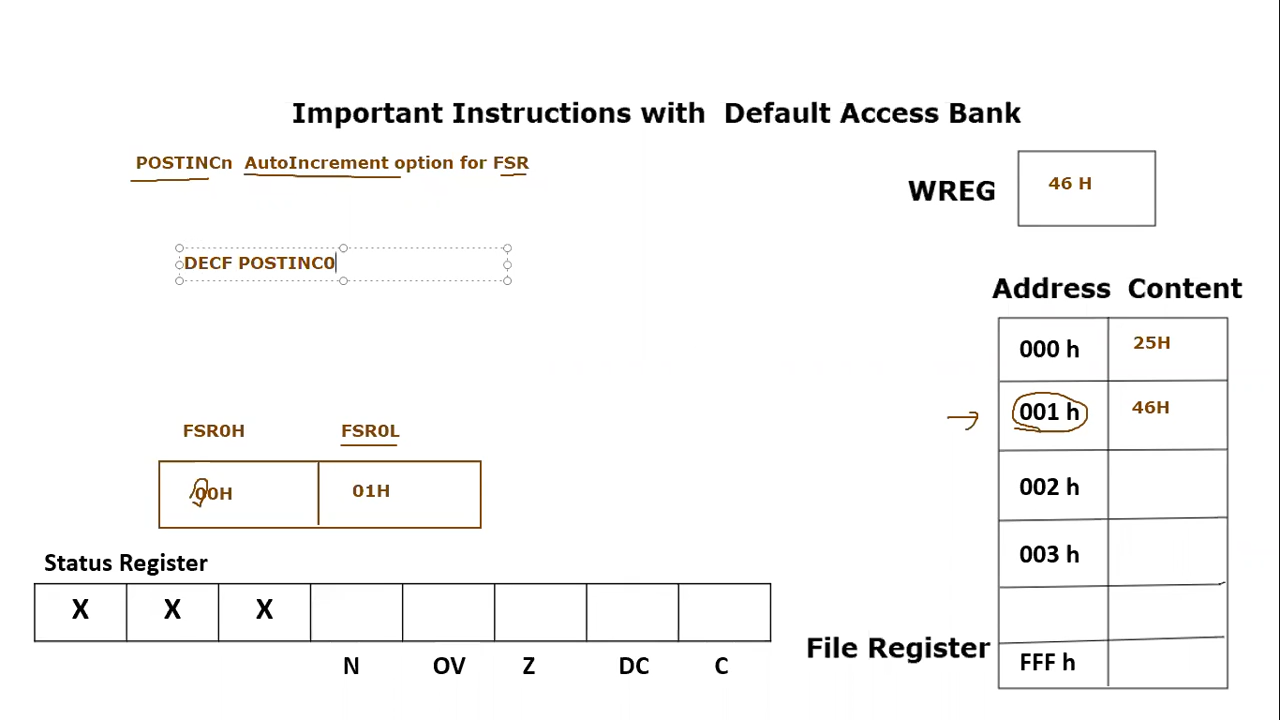 Important Instructions with Default Access Bank
POSTINCn AutoIncrement option for FSR
WREG
46 H
DECF POSTINC0
Address Content
000 h 25H
001 h 46H
002 h
003 h
FFF h
File Register
FSR0H FSR0L
00H 01H
Status Register
X X X
N OV Z DC C